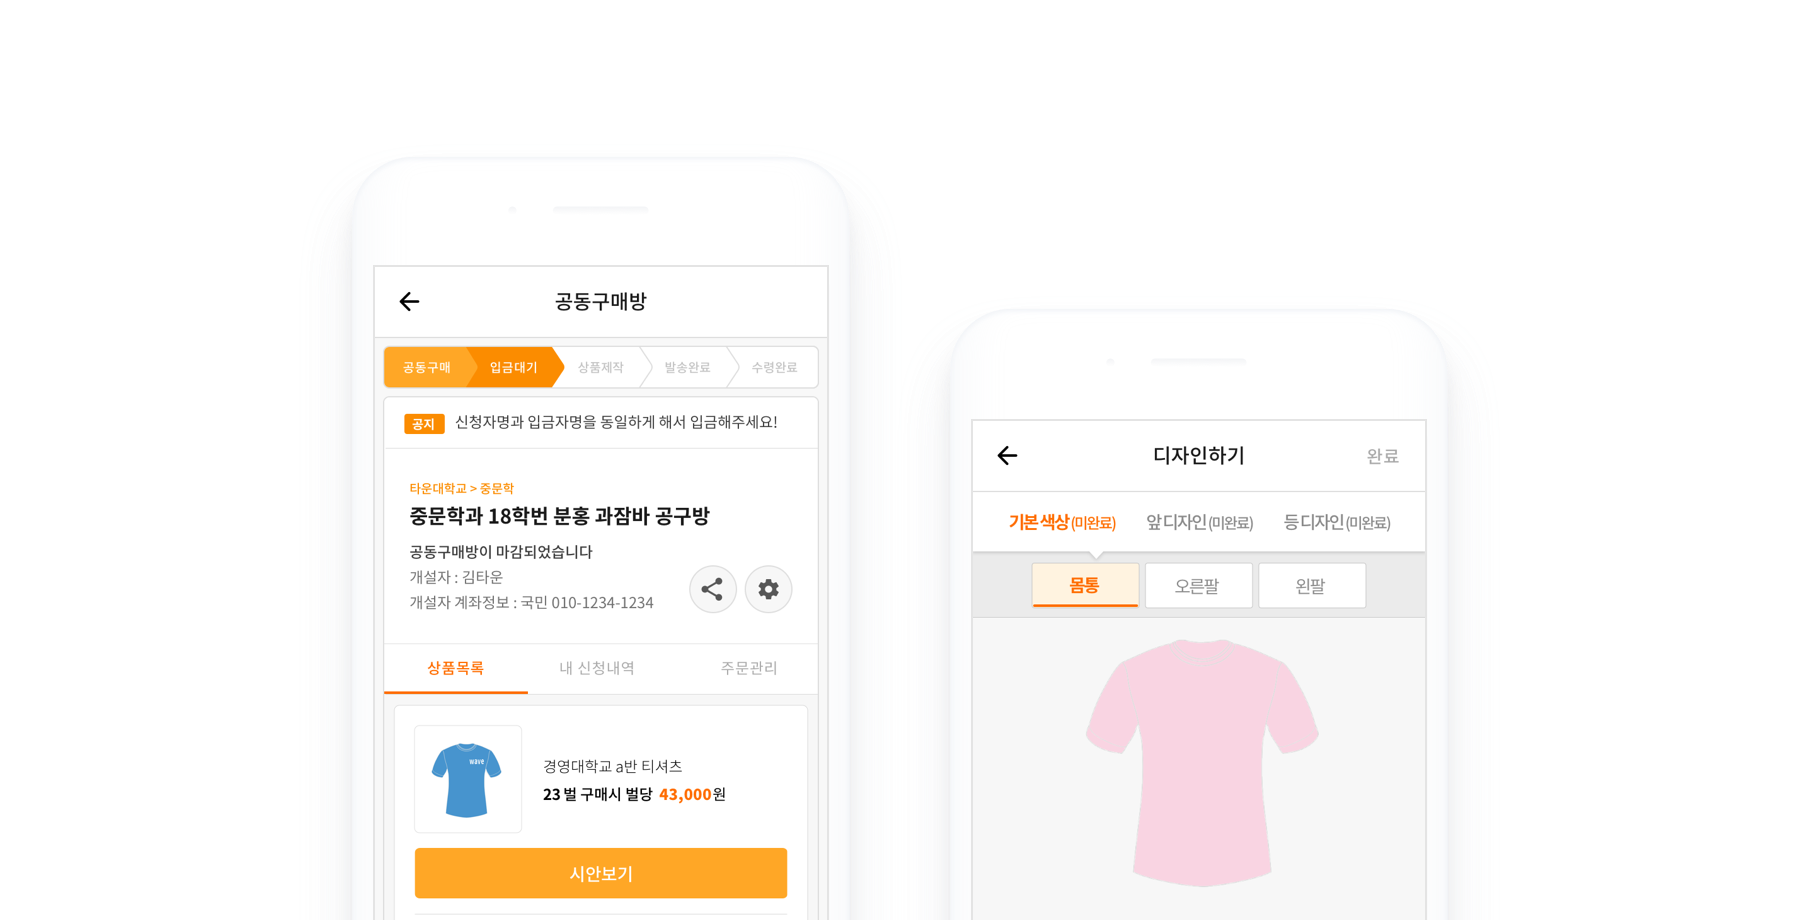 공동구매방
공동구매 입금대기 상품제작 발송완료 수령완료
공지 신청자명과 입금자명을 동일하게 해서 입금해주세요!
타운대학교 > 중문학
중문학과 18학번 분홍 과잠바 공구방
공동구매방이 마감되었습니다
개설자 : 김타운
개설자 계좌정보 : 국민 010-1234-1234
상품목록 내 신청내역 주문관리
wave
경영대학교 a반 티셔츠
23 벌 구매시 벌당 43,000원
시안보기
디자인하기 완료
기본색상(미완료) 앞디자인(미완료) 등디자인(미완료)
몸통 오른팔 왼팔